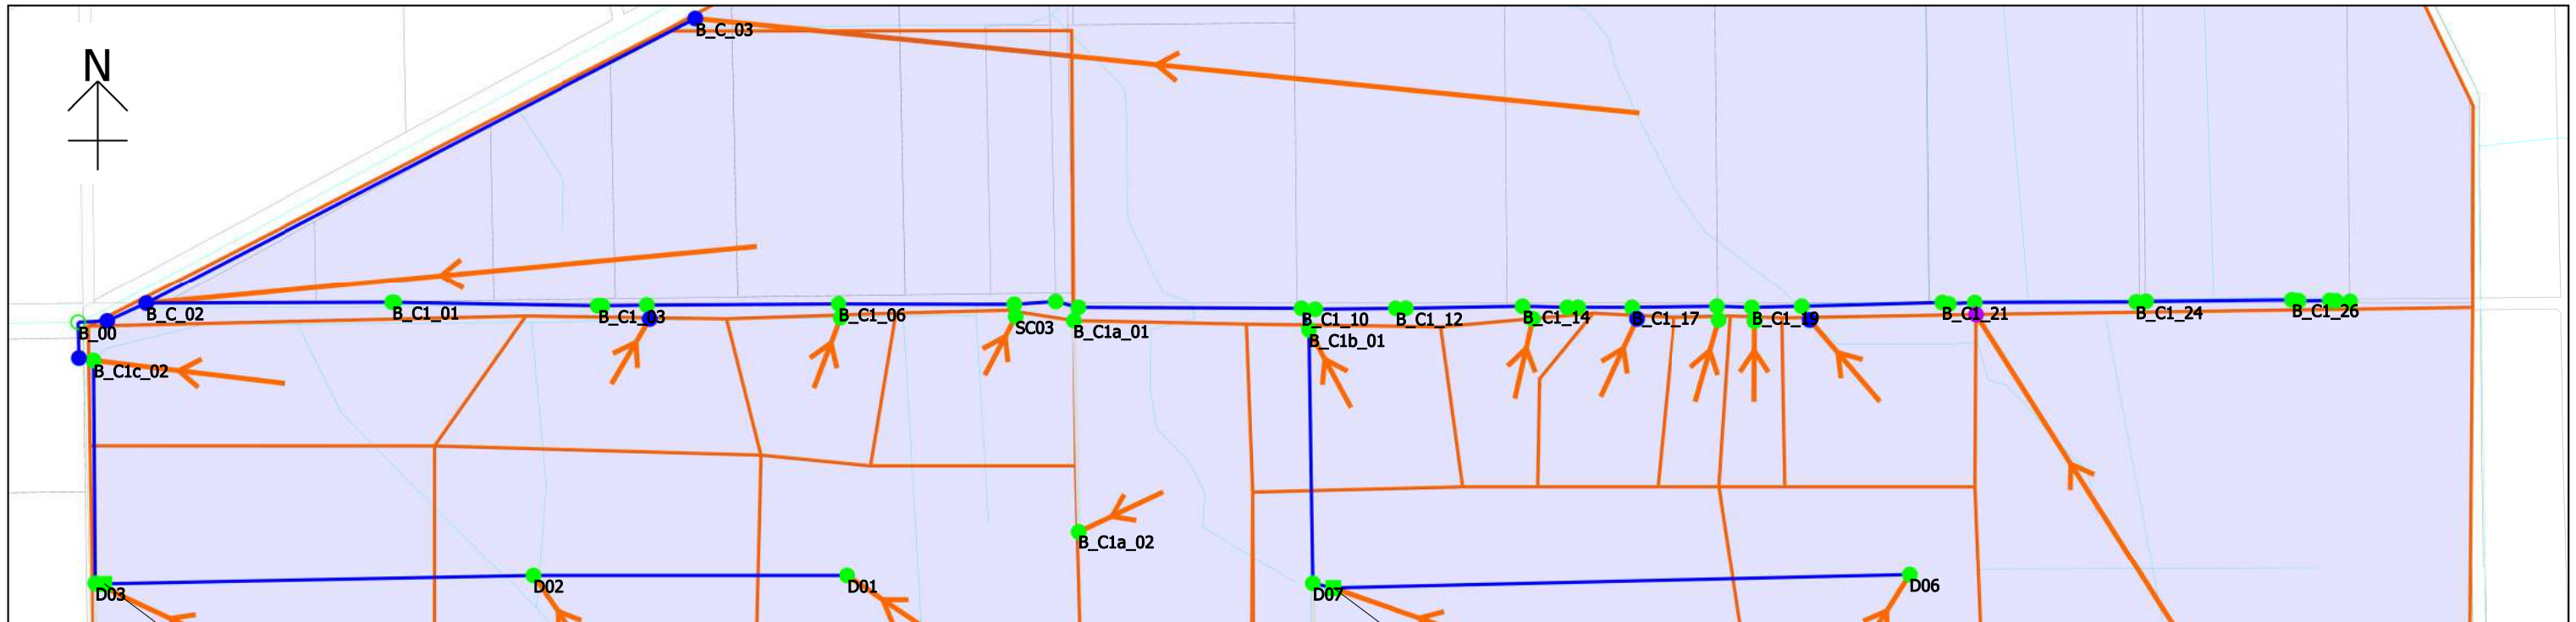 B_C_03
N
B_C_02
B_C1_01
B_C1_03
B_C1_06
SC03
B_C1a_01
B_C1_10
B_C1_12
B_C1_14
B_C1_17
B_C1_19
B_C1_21
B_C1_24
B_C1_26
B_00
B_C1b_01
B_C1c_02
B_C1a_02
D03
D02
D01
D07
D06